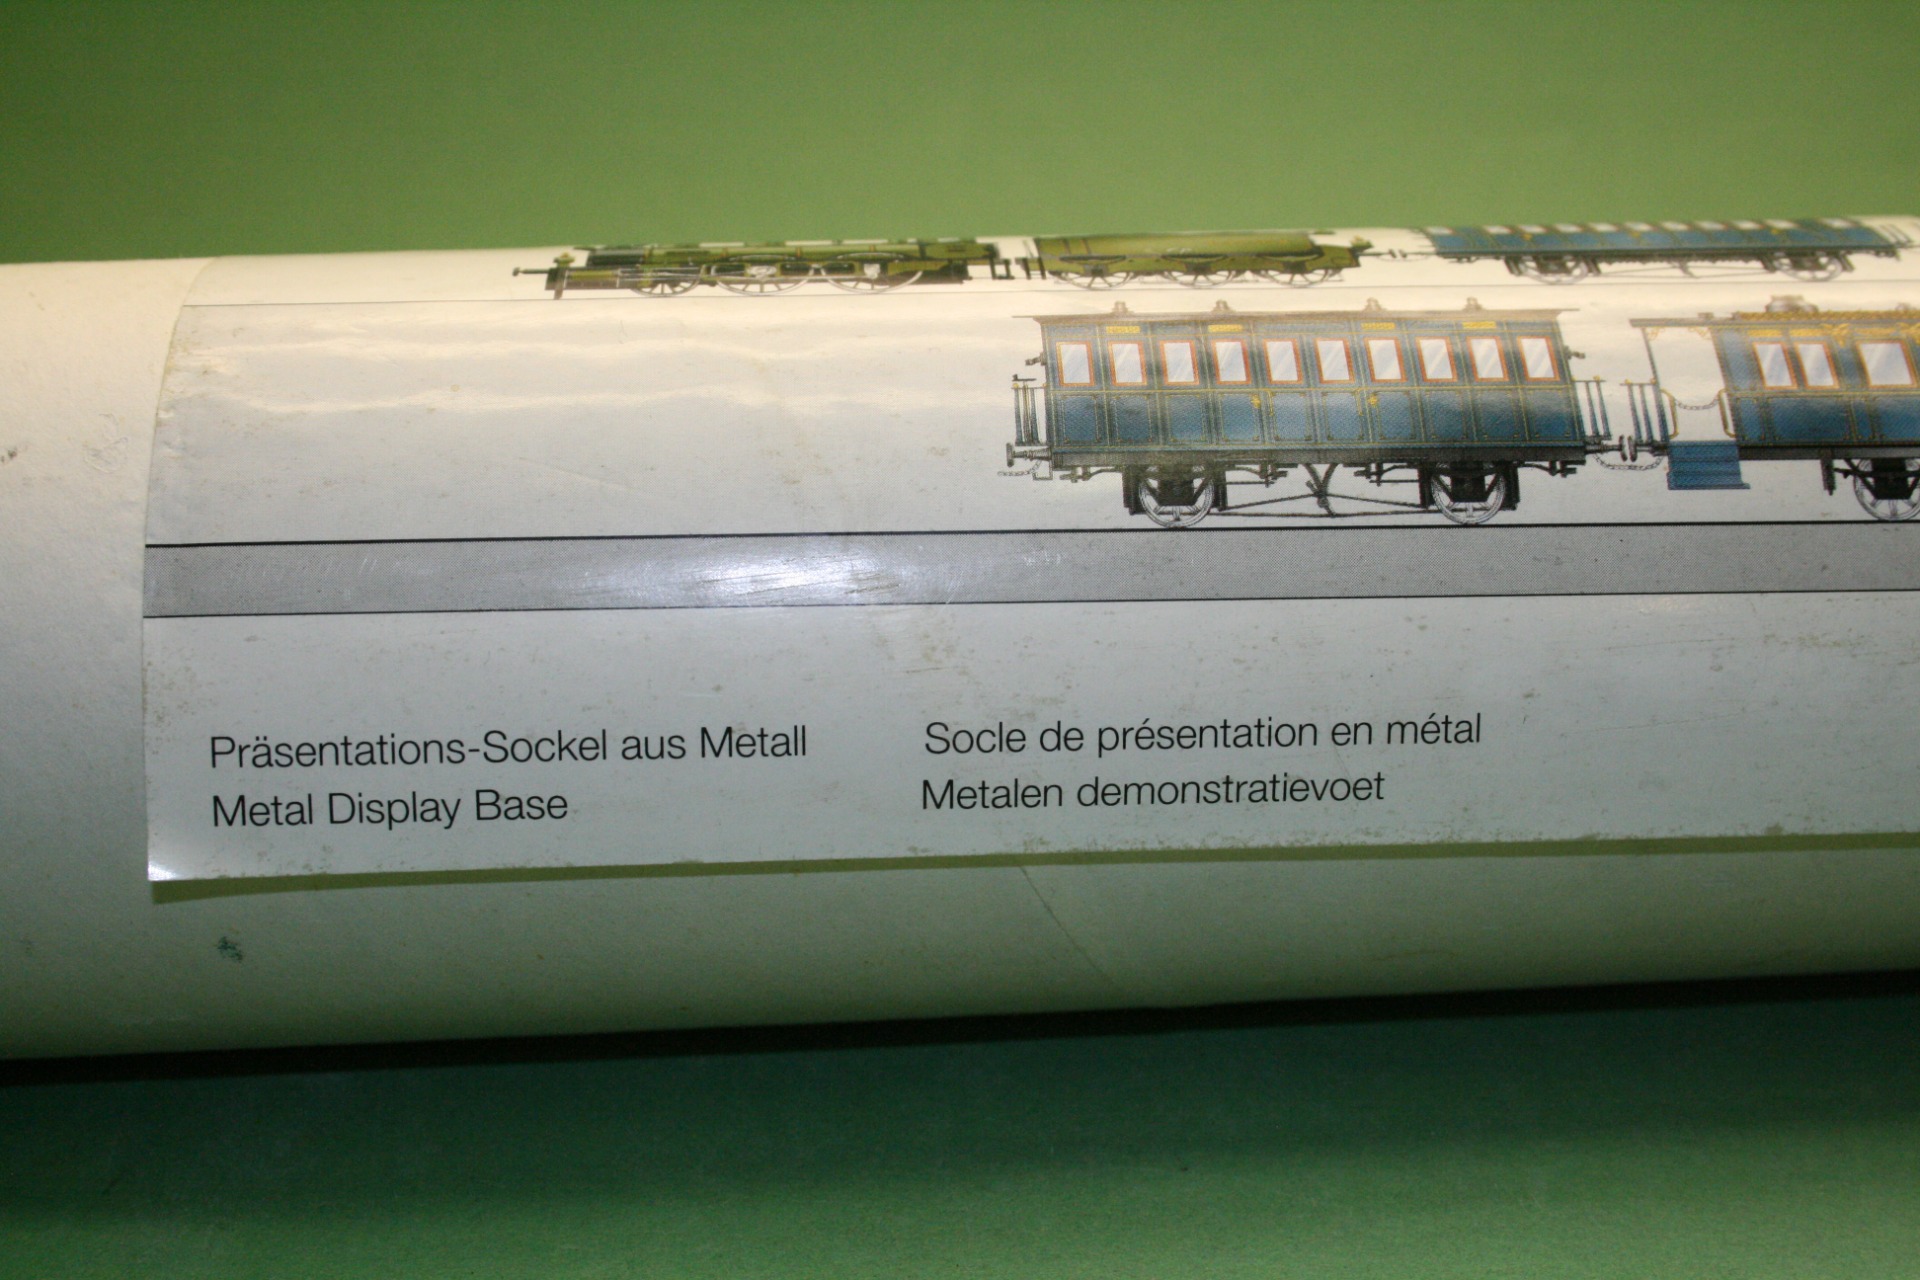 Präsentations-Sockel aus Metall
Metal Display Base
Socle de présentation en métal
Metalen demonstratievoet